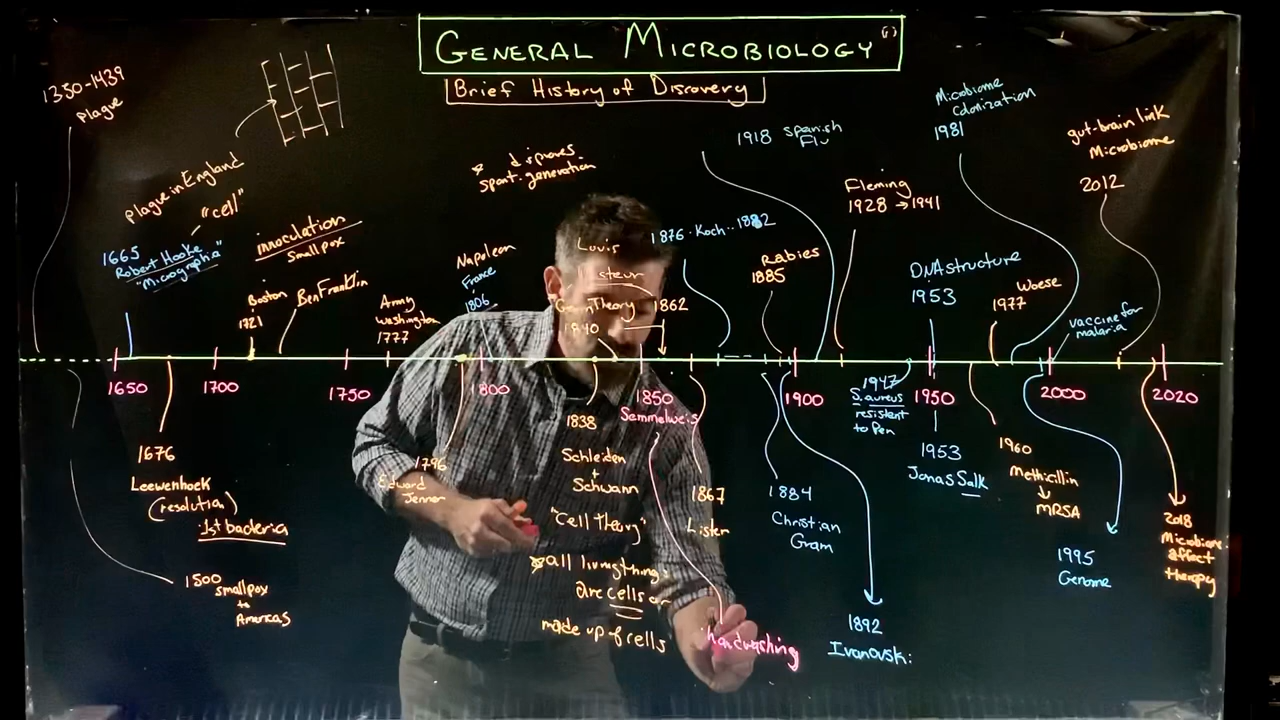 GENERAL MICROBIOLOGY (1)
Brief History of Discovery
1350-1439
plague
plague in England
"cell"
1665
Robert Hooke
"Micrographia"
innoculation
Small pox
Boston
1721
Ben Franklin
Army
Washington
1777
Napolean
France
1806
disproves
spont. generation
Louis
steur
Germ Theory
1862
1876 · Koch · · 1882
1918 Spanish
Flu
Rabies
1885
Fleming
1928 → 1941
Micobiome
Colonization
1981
DNA structure
1953
Woese
1977
gut-brain link
Microbiome
2012
vaccine for
malaria
1650
1700
1750
1800
1850
1900
1950
2000
2020
1676
Leewenhoek
(resolution)
1st bacteria
1500
smallpox
to
Americas
1796
Edward
Jenner
1838
Schleiden
+
Schwann
"Cell Theory"
all living things
are cells or
made up of cells
Semmelweis
handwashing
1867
Lister
1884
Christian
Gram
1892
Ivanovski
1947
S. aureus
resistent
to Pen
1953
Jonas Salk
1960
Methicillin
↓
MRSA
1995
Genome
2018
Microbiome
affect
therapy